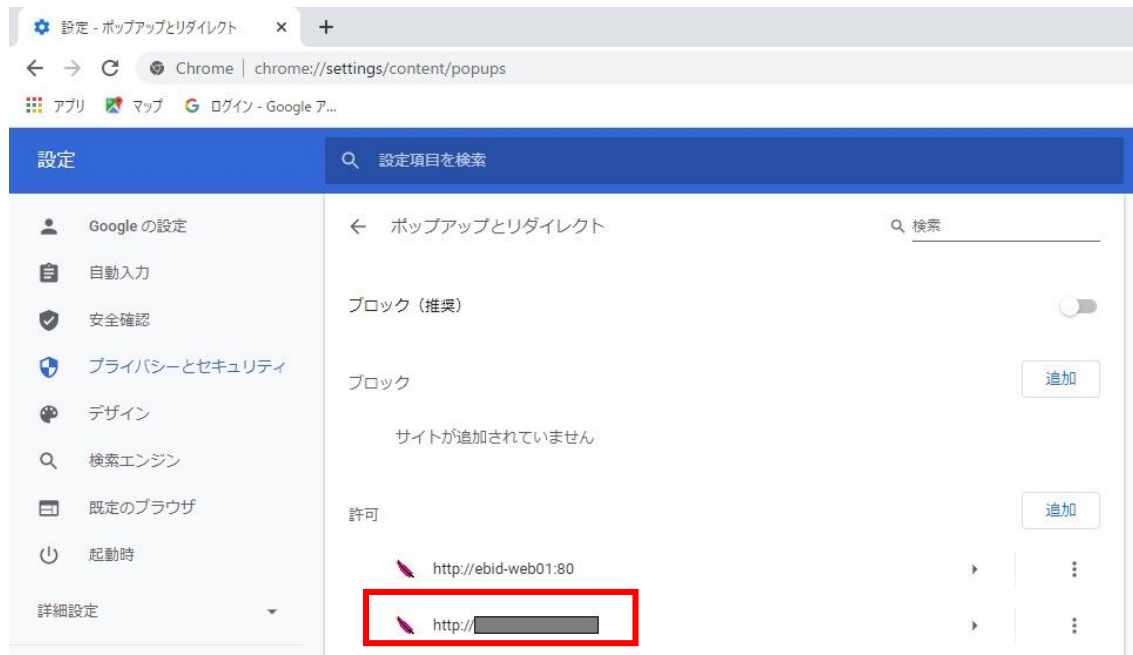 設定 - ポップアップとリダイレクト
Chrome | chrome://settings/content/popups
アプリ マップ ログイン - Google ア...
設定
設定項目を検索
Google の設定
自動入力
安全確認
プライバシーとセキュリティ
デザイン
検索エンジン
既定のブラウザ
起動時
詳細設定
ポップアップとリダイレクト
検索
ブロック（推奨）
ブロック
追加
サイトが追加されていません
許可
追加
http://ebid-web01:80
http://